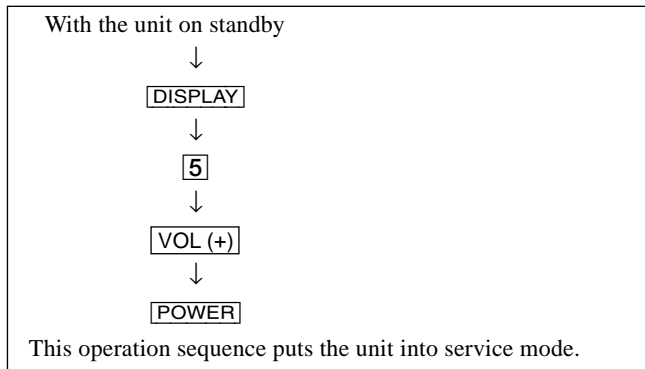 With the unit on standby
↓
DISPLAY
↓
5
↓
VOL (+)
↓
POWER
This operation sequence puts the unit into service mode.